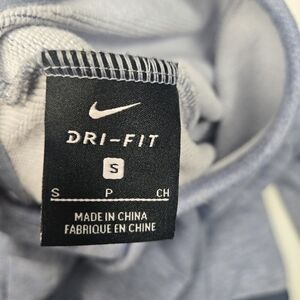 DRI-FIT
S
S P CH
MADE IN CHINA
FABRIQUE EN CHINE